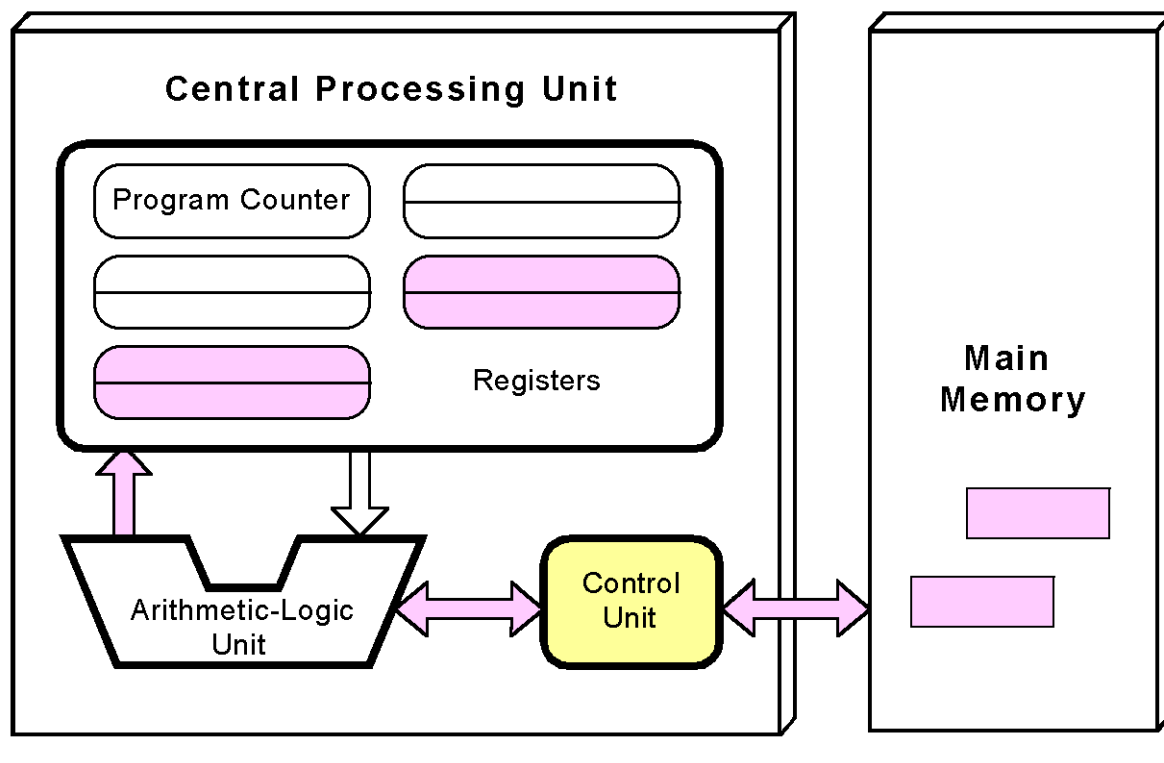 Central Processing Unit
Program Counter
Registers
Arithmetic-Logic
Unit
Control
Unit
Main
Memory